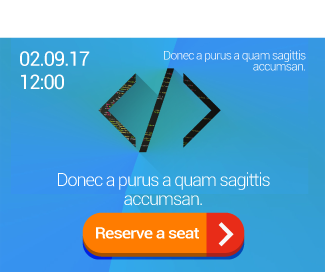 02.09.17
12:00
Donec a purus a quam sagittis
accumsan.
</>
Donec a purus a quam sagittis
accumsan.
Reserve a seat